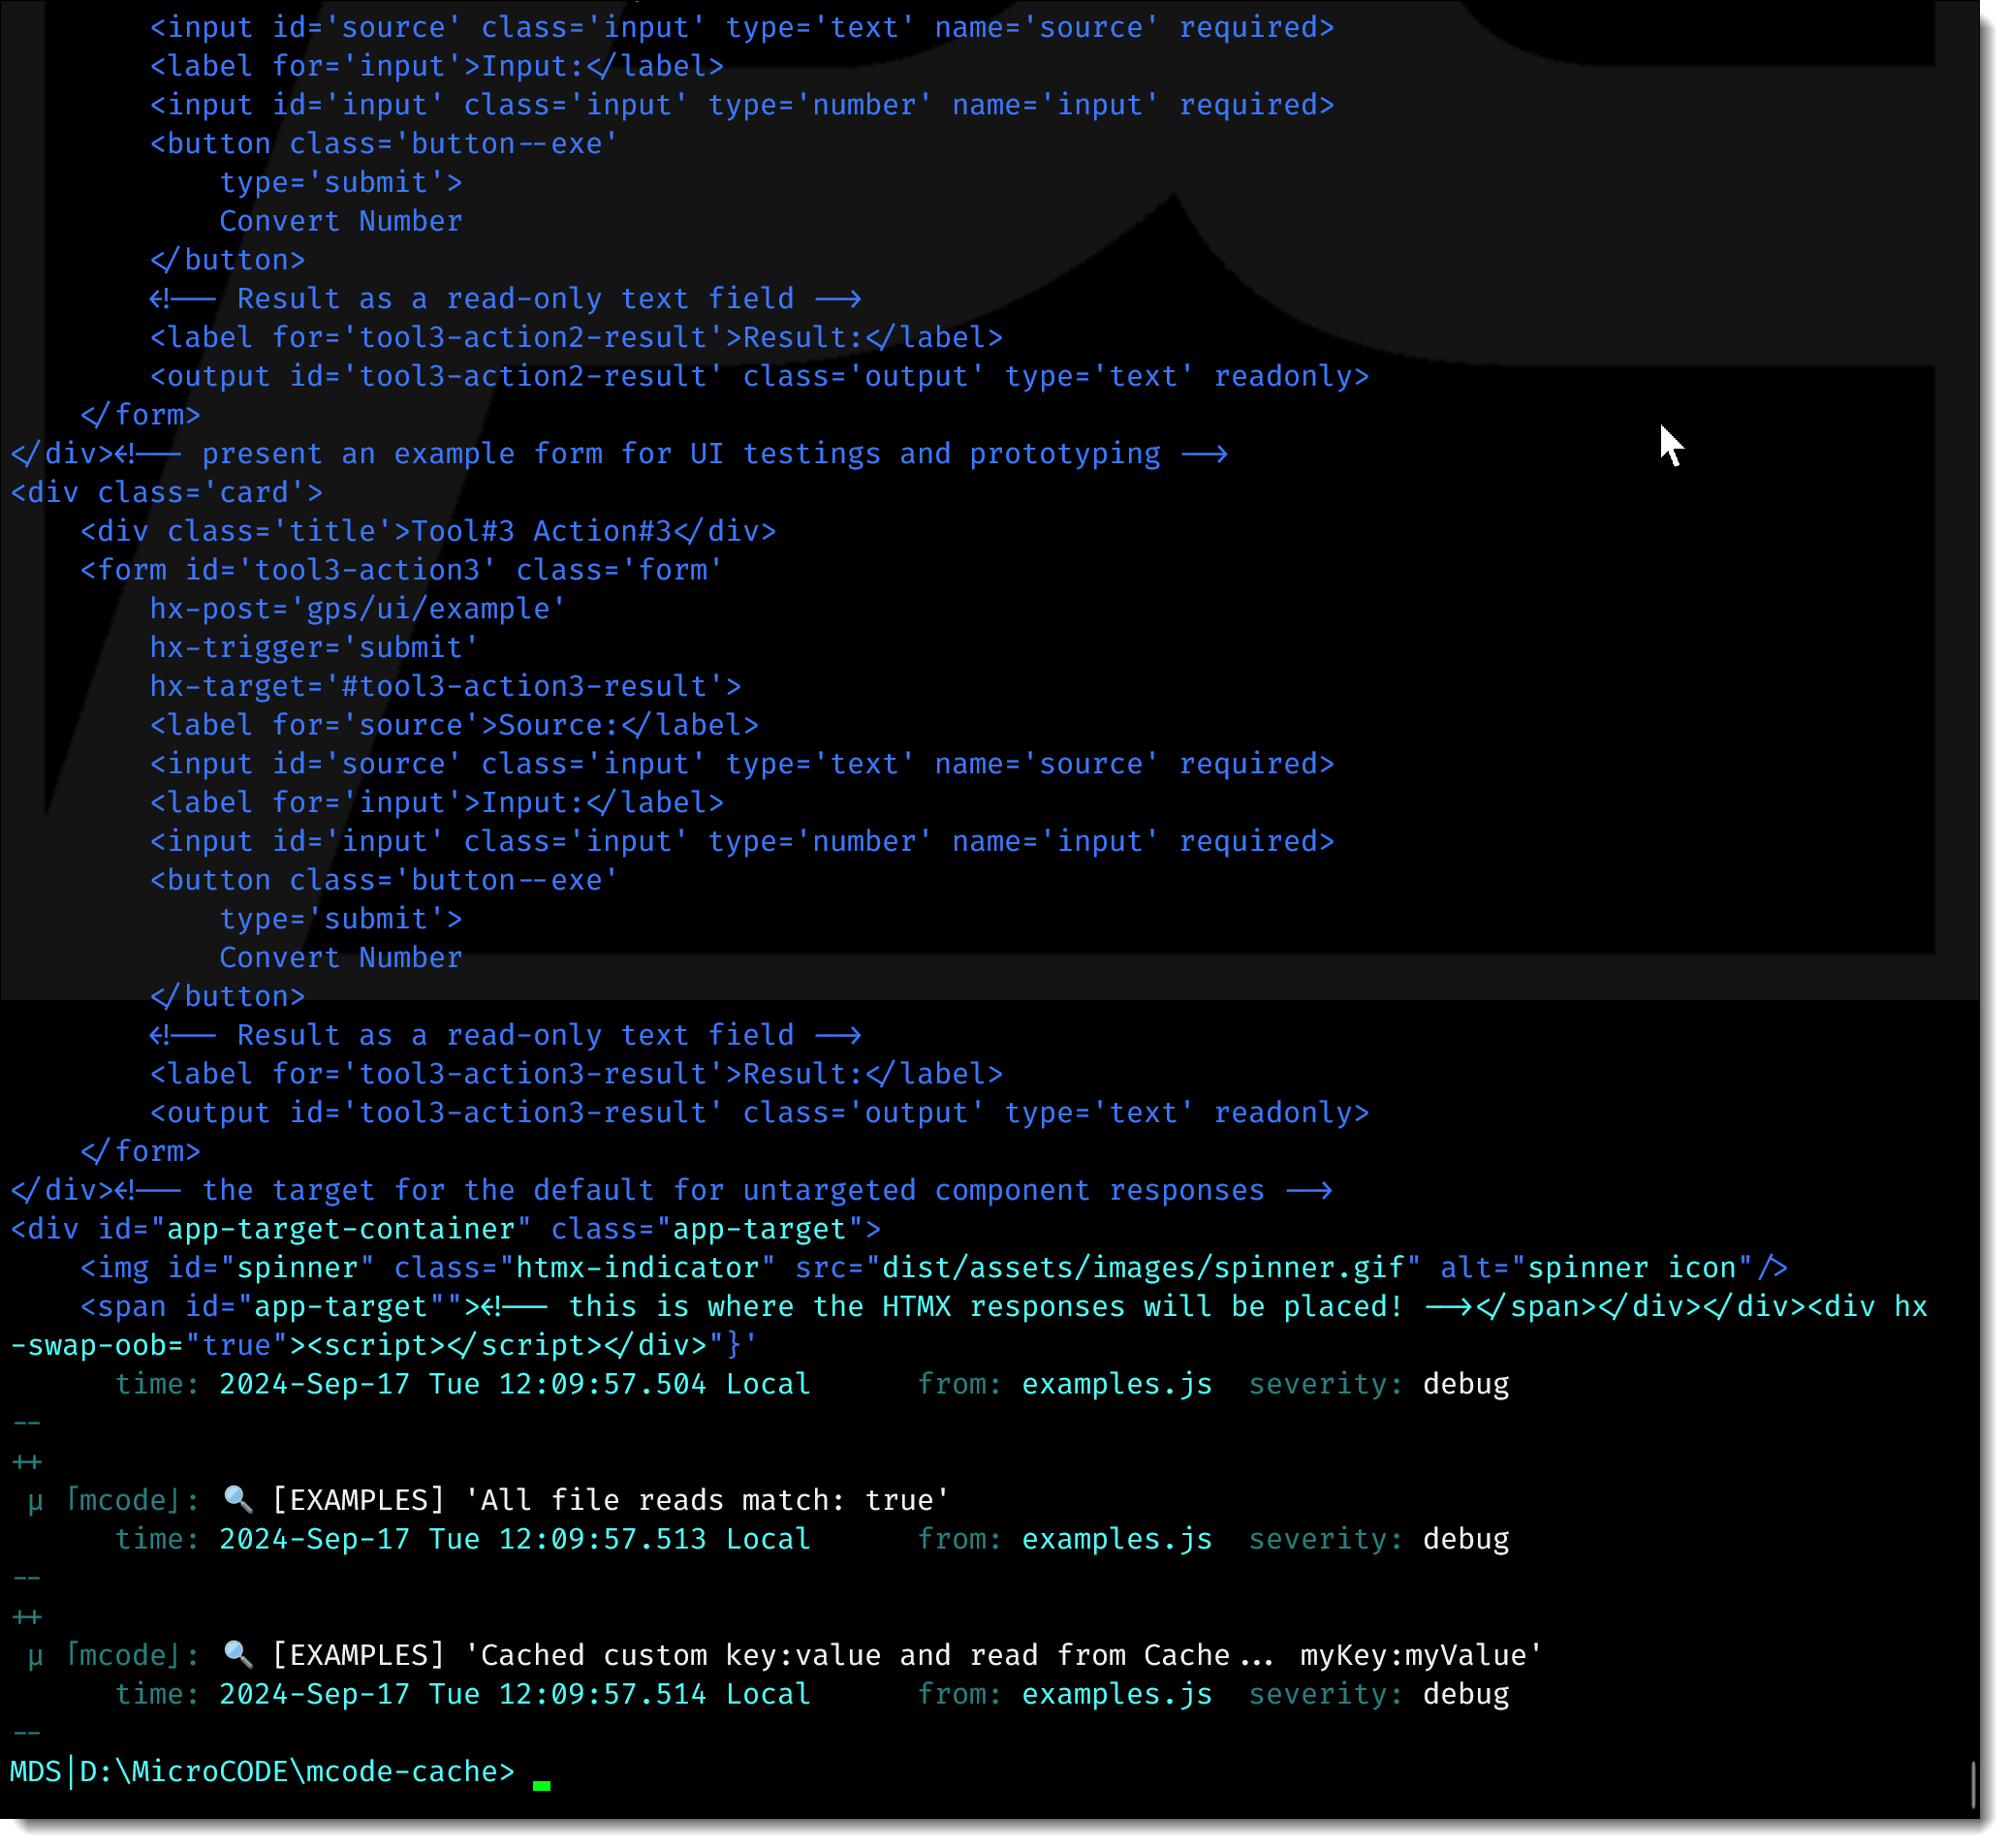 <input id='source' class='input' type='text' name='source' required>
        <label for='input'>Input:</label>
        <input id='input' class='input' type='number' name='input' required>
        <button class='button--exe'
            type='submit'>
            Convert Number
        </button>
        <!-- Result as a read-only text field -->
        <label for='tool3-action2-result'>Result:</label>
        <output id='tool3-action2-result' class='output' type='text' readonly>
    </form>
</div><!-- present an example form for UI testings and prototyping -->
<div class='card'>
    <div class='title'>Tool#3 Action#3</div>
    <form id='tool3-action3' class='form'
        hx-post='gps/ui/example'
        hx-trigger='submit'
        hx-target='#tool3-action3-result'>
        <label for='source'>Source:</label>
        <input id='source' class='input' type='text' name='source' required>
        <label for='input'>Input:</label>
        <input id='input' class='input' type='number' name='input' required>
        <button class='button--exe'
            type='submit'>
            Convert Number
        </button>
        <!-- Result as a read-only text field -->
        <label for='tool3-action3-result'>Result:</label>
        <output id='tool3-action3-result' class='output' type='text' readonly>
    </form>
</div><!-- the target for the default for untargeted component responses -->
<div id="app-target-container" class="app-target">
    <img id="spinner" class="htmx-indicator" src="dist/assets/images/spinner.gif" alt="spinner icon"/>
    <span id="app-target""><!-- this is where the HTMX responses will be placed! --></span></div></div><div hx
-swap-oob="true"><script></script></div>"}'
      time: 2024-Sep-17 Tue 12:09:57.504 Local      from: examples.js  severity: debug
--
++
 μ ⌈mcode⌋: 🔍 [EXAMPLES] 'All file reads match: true'
      time: 2024-Sep-17 Tue 12:09:57.513 Local      from: examples.js  severity: debug
--
++
 μ ⌈mcode⌋: 🔍 [EXAMPLES] 'Cached custom key:value and read from Cache... myKey:myValue'
      time: 2024-Sep-17 Tue 12:09:57.514 Local      from: examples.js  severity: debug
--
MDS|D:\MicroCODE\mcode-cache>